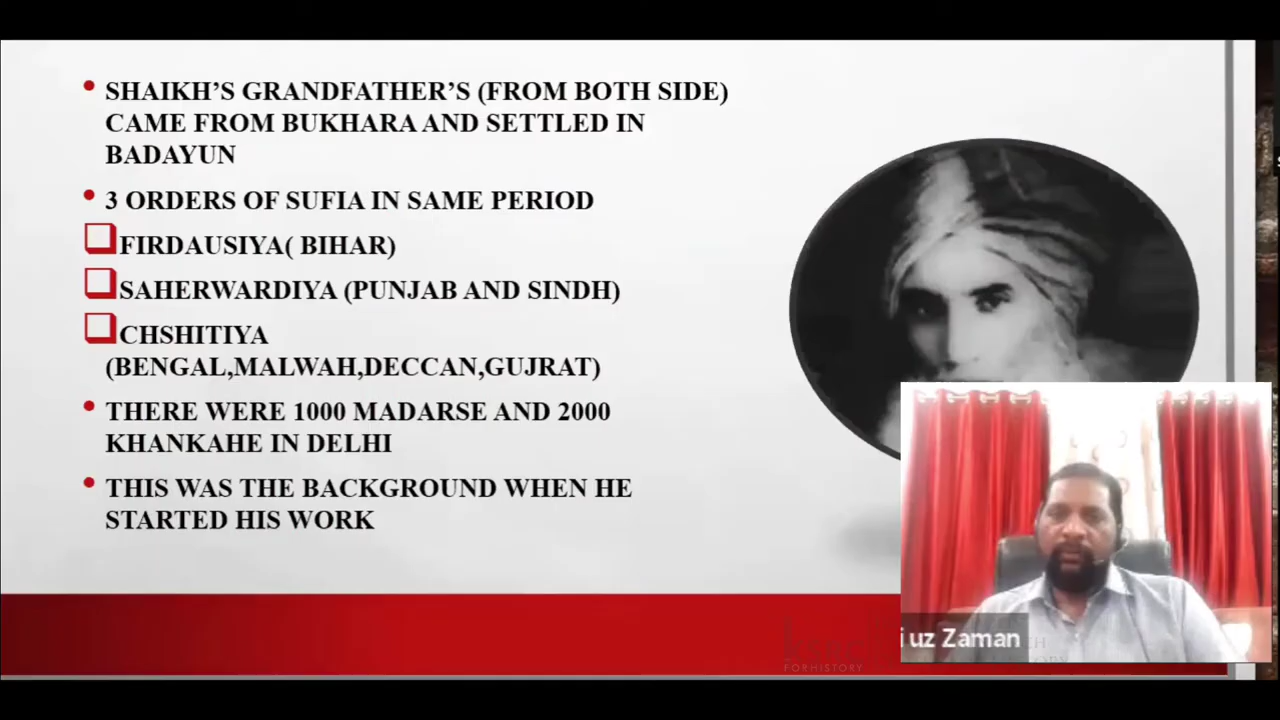 SHAIKH’S GRANDFATHER’S (FROM BOTH SIDE)
CAME FROM BUKHARA AND SETTLED IN
BADAYUN
3 ORDERS OF SUFIA IN SAME PERIOD
FIRDAUSIYA( BIHAR)
SAHERWARDIYA (PUNJAB AND SINDH)
CHSHITIYA
(BENGAL,MALWAH,DECCAN,GUJRAT)
THERE WERE 1000 MADARSE AND 2000
KHANKAHE IN DELHI
THIS WAS THE BACKGROUND WHEN HE
STARTED HIS WORK
uz Zaman
FORHISTORY